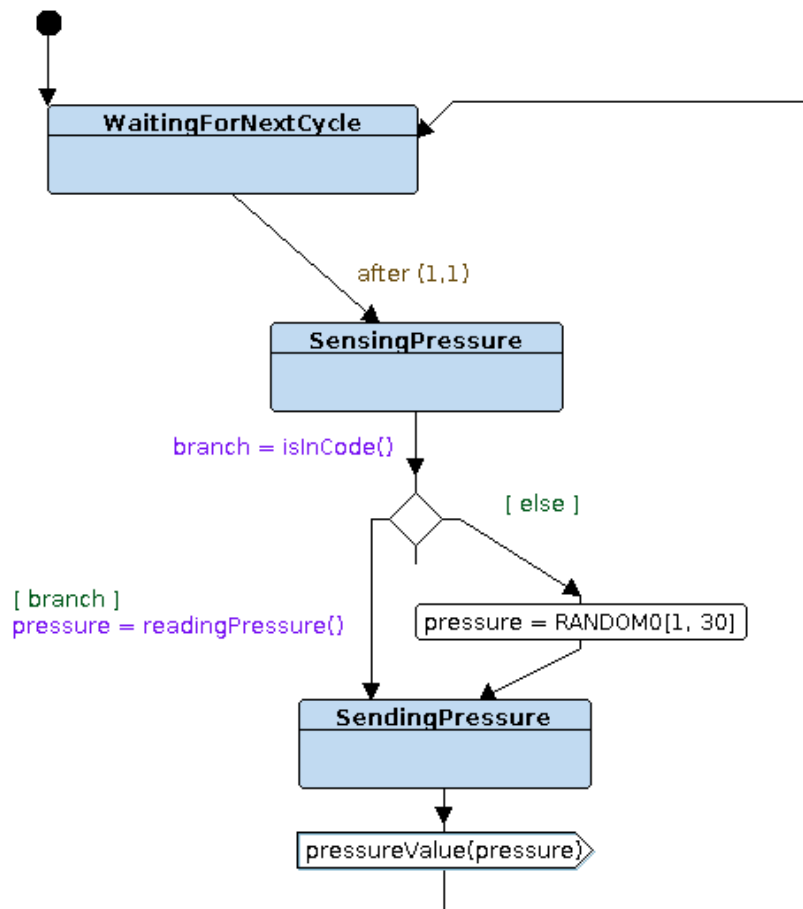 WaitingForNextCycle
after (1,1)
SensingPressure
branch = isInCode()
[ else ]
[ branch ]
pressure = readingPressure()
pressure = RANDOM0[1, 30]
SendingPressure
pressureValue(pressure)